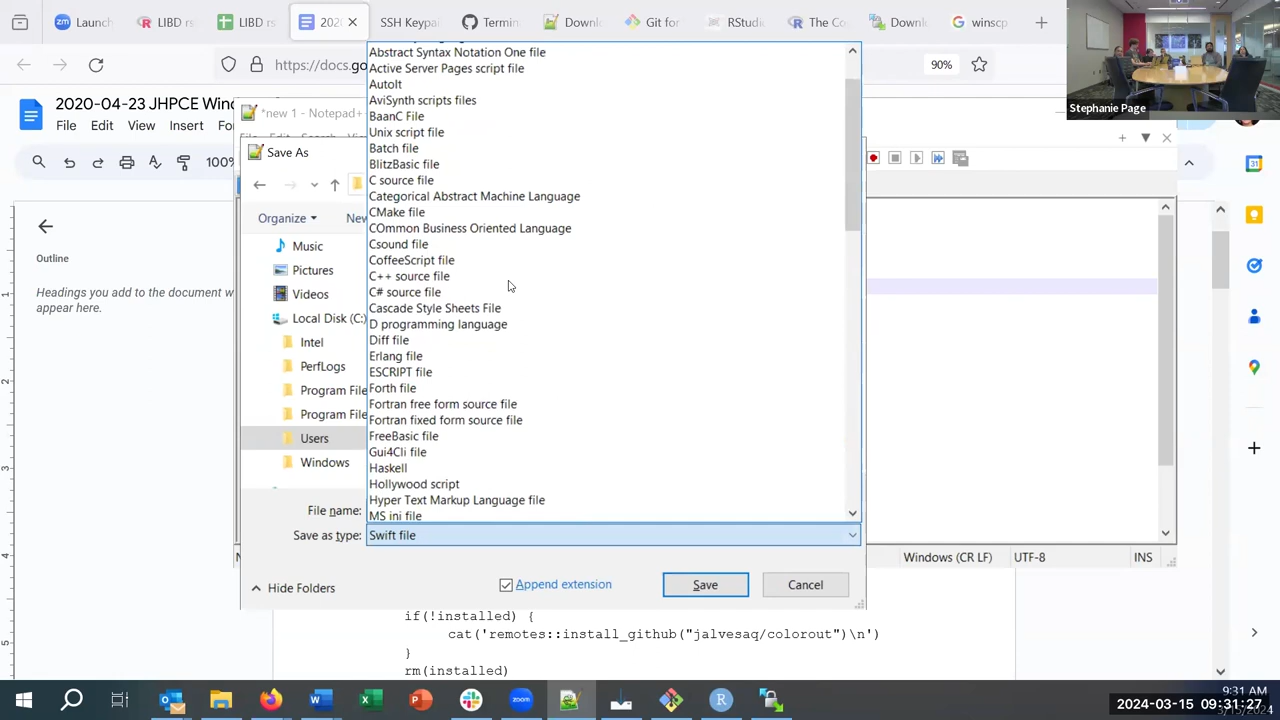 Launch
LIBD rs
LIBD rs
2020
SSH Keypai
Termin
Downl
Git for
RStudi
The Co
Downl
winscp
https://docs.go
90%
Stephanie Page
2020-04-23 JHPCE Wind
File Edit View Insert
100%
*new 1 - Notepad+
Save As
Organize
New
Outline
Headings you add to the document w
appear here.
Music
Pictures
Videos
Local Disk (C:)
Intel
PerfLogs
Program File
Program File
Users
Windows
Abstract Syntax Notation One file
Active Server Pages script file
AutoIt
AviSynth scripts files
BaanC File
Unix script file
Batch file
BlitzBasic file
C source file
Categorical Abstract Machine Language
CMake file
COmmon Business Oriented Language
Csound file
CoffeeScript file
C++ source file
C# source file
Cascade Style Sheets File
D programming language
Diff file
Erlang file
ESCRIPT file
Forth file
Fortran free form source file
Fortran fixed form source file
FreeBasic file
Gui4Cli file
Haskell
Hollywood script
Hyper Text Markup Language file
MS ini file
File name:
Save as type: Swift file
Windows (CR LF) UTF-8 INS
Hide Folders
Append extension
Save
Cancel
if(!installed) {
cat('remotes::install_github("jalvesaq/colorout")\n')
}
rm(installed)
1
2
3
4
5
9:31 AM
2024-03-15 09:31:27